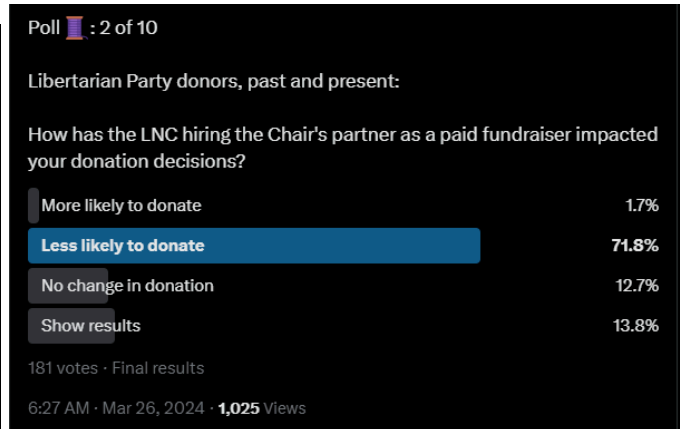 Poll 🧵 : 2 of 10
Libertarian Party donors, past and present:
How has the LNC hiring the Chair's partner as a paid fundraiser impacted
your donation decisions?
More likely to donate 1.7%
Less likely to donate 71.8%
No change in donation 12.7%
Show results 13.8%
181 votes · Final results
6:27 AM · Mar 26, 2024 · 1,025 Views